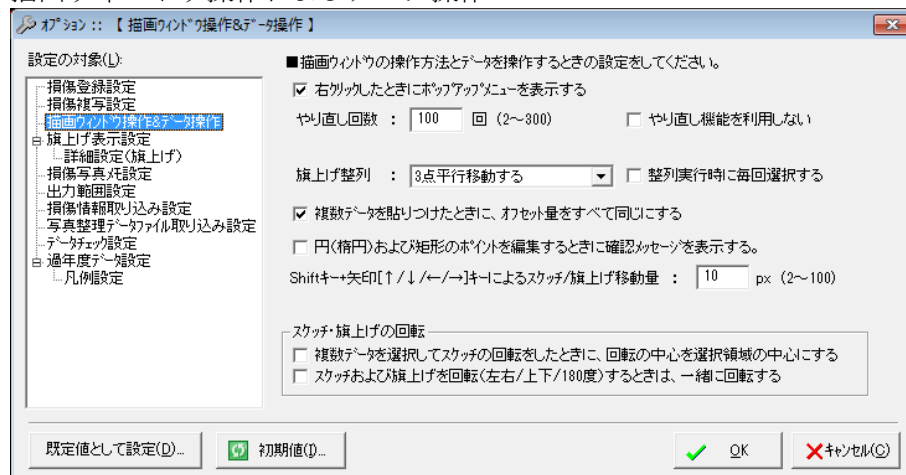 オプション :: 【 描画ウィンドウ操作&データ操作 】
設定の対象(L):
損傷登録設定
損傷複写設定
描画ウィンドウ操作&データ操作
旗上げ表示設定
詳細設定(旗上げ)
損傷写真メモ設定
出力範囲設定
損傷情報取り込み設定
写真整理データファイル取り込み設定
データチェック設定
過年度データ設定
凡例設定
■描画ウィンドウの操作方法とデータを操作するときの設定をしてください。
右クリックしたときにポップアップメニューを表示する
やり直し回数 : 100 回 (2~300) やり直し機能を利用しない
旗上げ整列 : 3点平行移動する 整列実行時に毎回選択する
複数データを貼りつけたときに、オフセット量をすべて同じにする
円(楕円)および矩形のポイントを編集するときに確認メッセージを表示する。
Shiftキー+矢印[↑/↓/←/→]キーによるスケッチ/旗上げ移動量 : 10 px (2~100)
スケッチ・旗上げの回転
複数データを選択してスケッチの回転をしたときに、回転の中心を選択領域の中心にする
スケッチおよび旗上げを回転(左右/上下/180度)するときは、一緒に回転する
既定値として設定(D)... 初期値(I)... OK キャンセル(C)